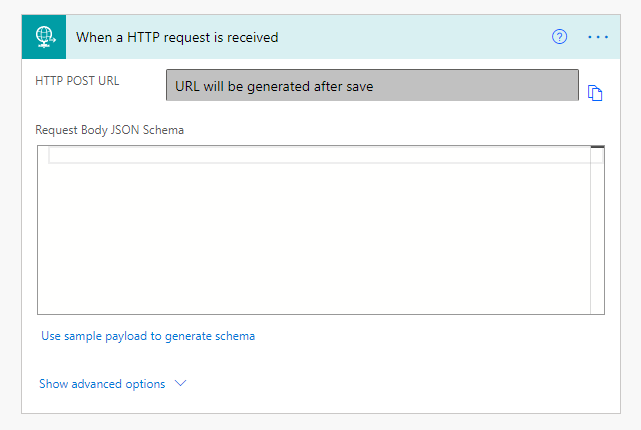 When a HTTP request is received
HTTP POST URL
URL will be generated after save
Request Body JSON Schema
Use sample payload to generate schema
Show advanced options